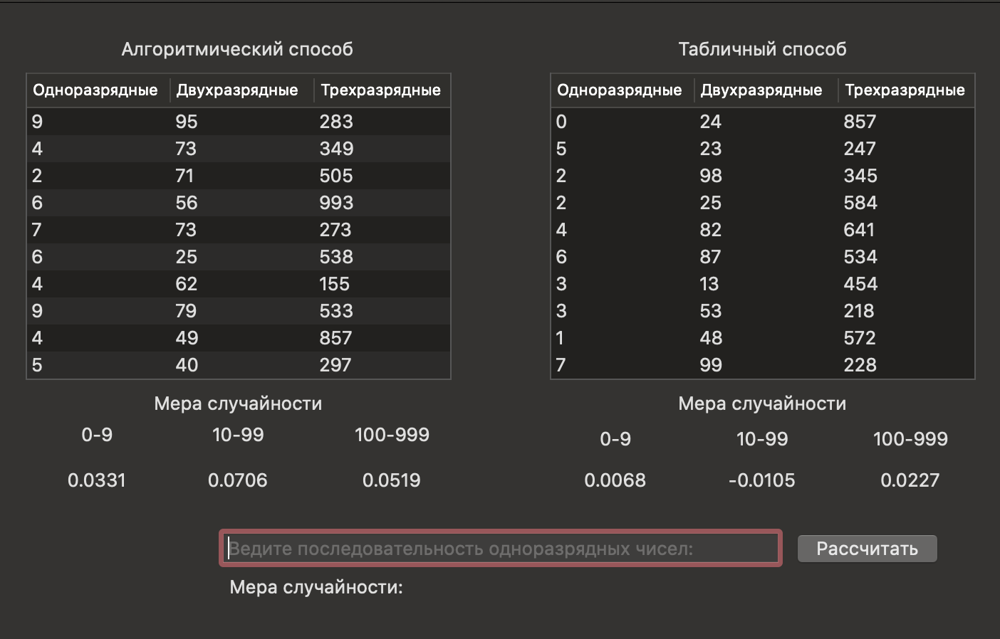 Алгоритмический способ
Одноразрядные Двухразрядные Трехразрядные
9 95 283
4 73 349
2 71 505
6 56 993
7 73 273
6 25 538
4 62 155
9 79 533
4 49 857
5 40 297
Мера случайности
0-9 10-99 100-999
0.0331 0.0706 0.0519
Табличный способ
Одноразрядные Двухразрядные Трехразрядные
0 24 857
5 23 247
2 98 345
2 25 584
4 82 641
6 87 534
3 13 454
3 53 218
1 48 572
7 99 228
Мера случайности
0-9 10-99 100-999
0.0068 -0.0105 0.0227
Ведите последовательность одноразрядных чисел:
Рассчитать
Мера случайности: